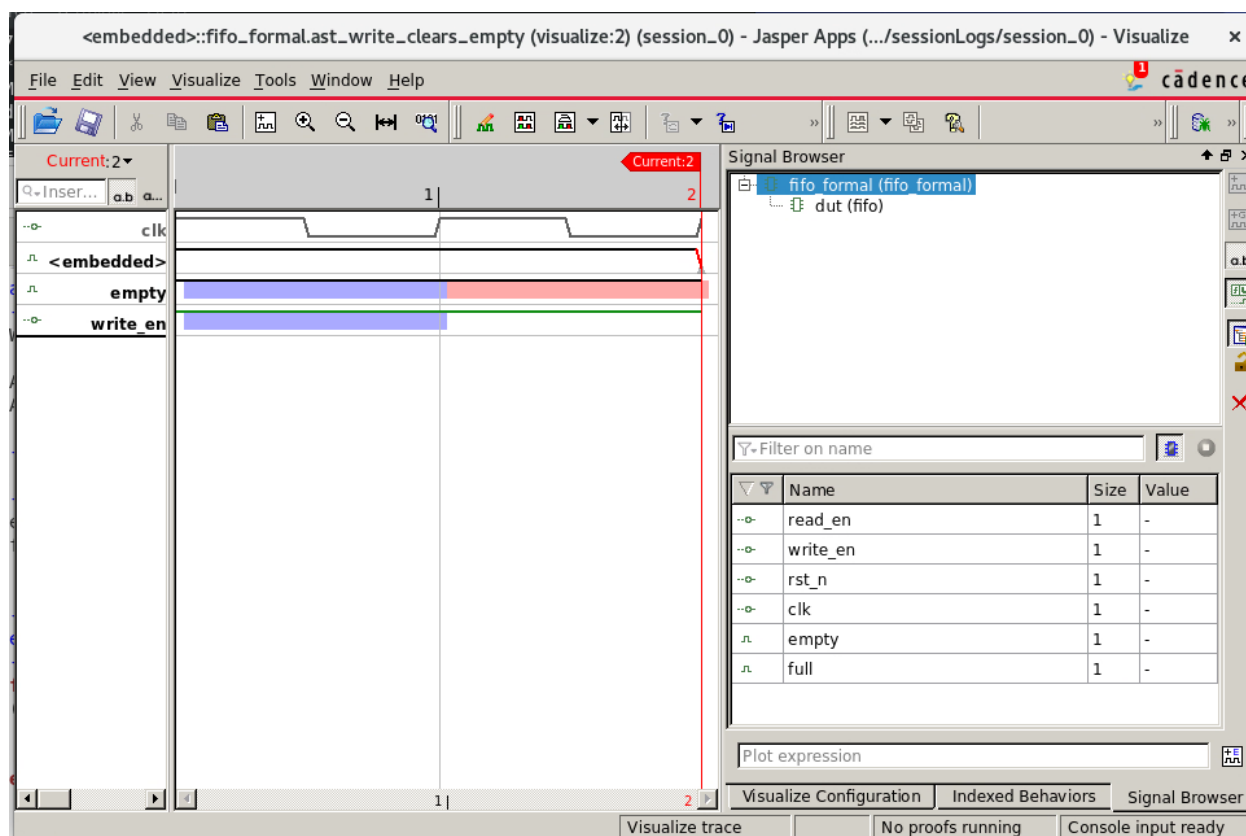 <embedded>::fifo_formal.ast_write_clears_empty (visualize:2) (session_0) - Jasper Apps (.../sessionLogs/session_0) - Visualize
File Edit View Visualize Tools Window Help
1
cādence
Current:2
Inser...
a.b
a...
Current:2
1
2
clk
<embedded>
empty
write_en
1
2
Signal Browser
fifo_formal (fifo_formal)
dut (fifo)
Filter on name
Name Size Value
read_en 1 -
write_en 1 -
rst_n 1 -
clk 1 -
empty 1 -
full 1 -
Plot expression
Visualize Configuration Indexed Behaviors Signal Browser
Visualize trace No proofs running Console input ready